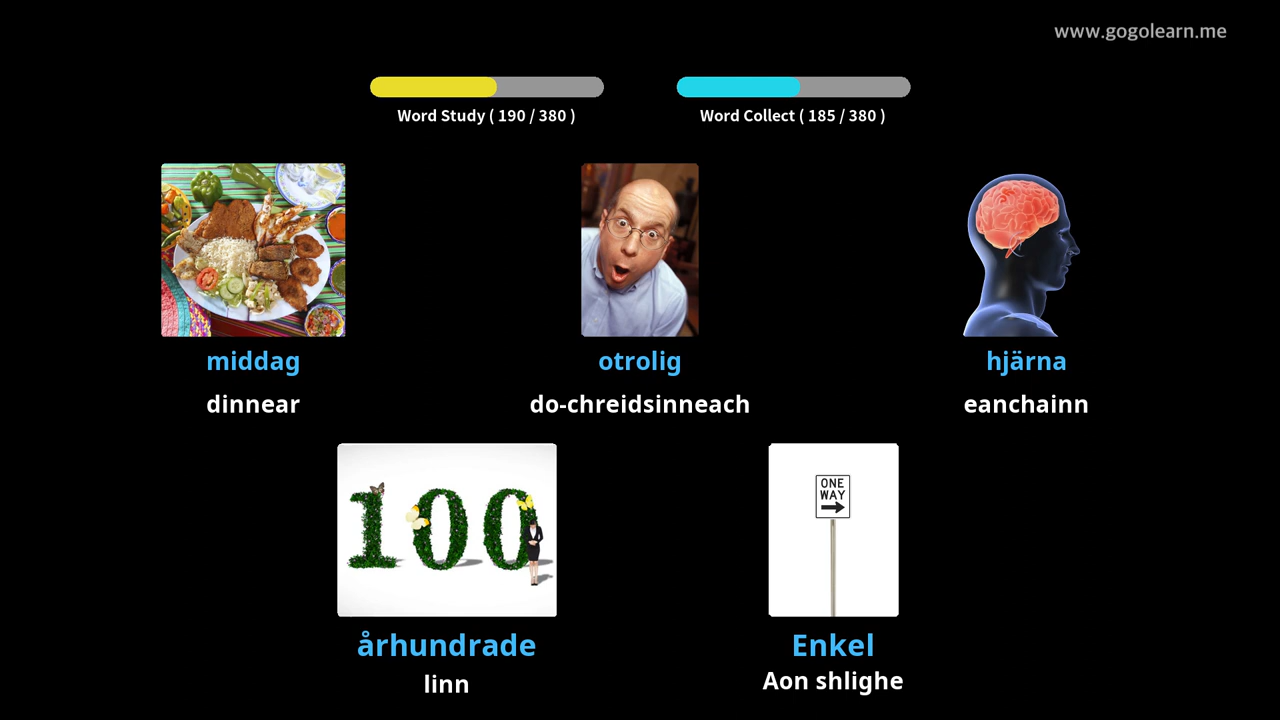 www.gogolearn.me
Word Study ( 190 / 380 )
Word Collect ( 185 / 380 )
middag
otrolig
hjärna
dinnear
do-chreidsinneach
eanchainn
100
ONE
WAY
århundrade
Enkel
linn
Aon shlighe